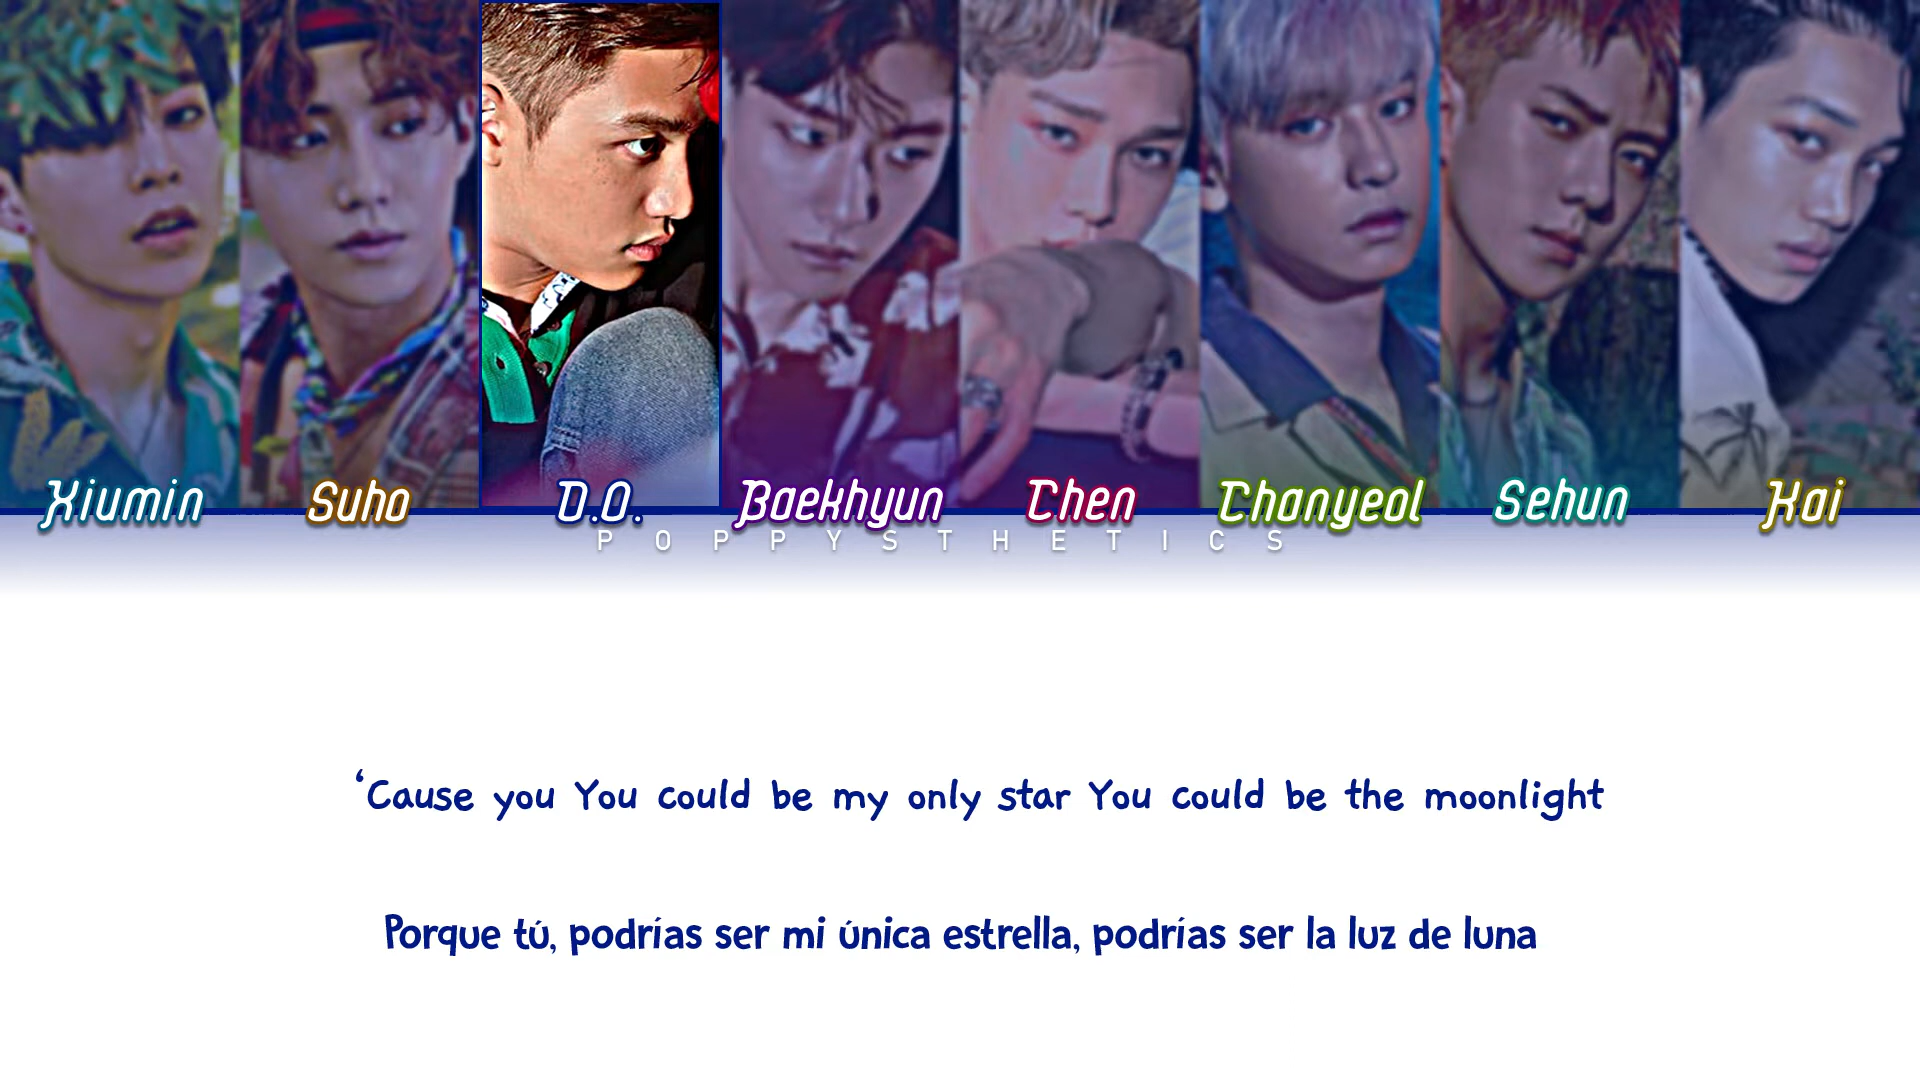 Xiumin Suho D.O. Baekhyun Chen Chanyeol Sehun Kai
POPPYSTHETICS
‘Cause you You could be my only star You could be the moonlight
Porque tú, podrías ser mi única estrella, podrías ser la luz de luna